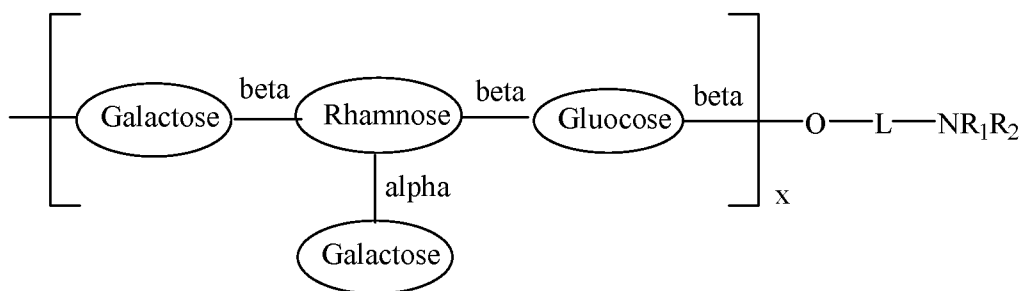 beta beta beta
Galactose Rhamnose Gluocose O L NR₁R₂
alpha x
Galactose